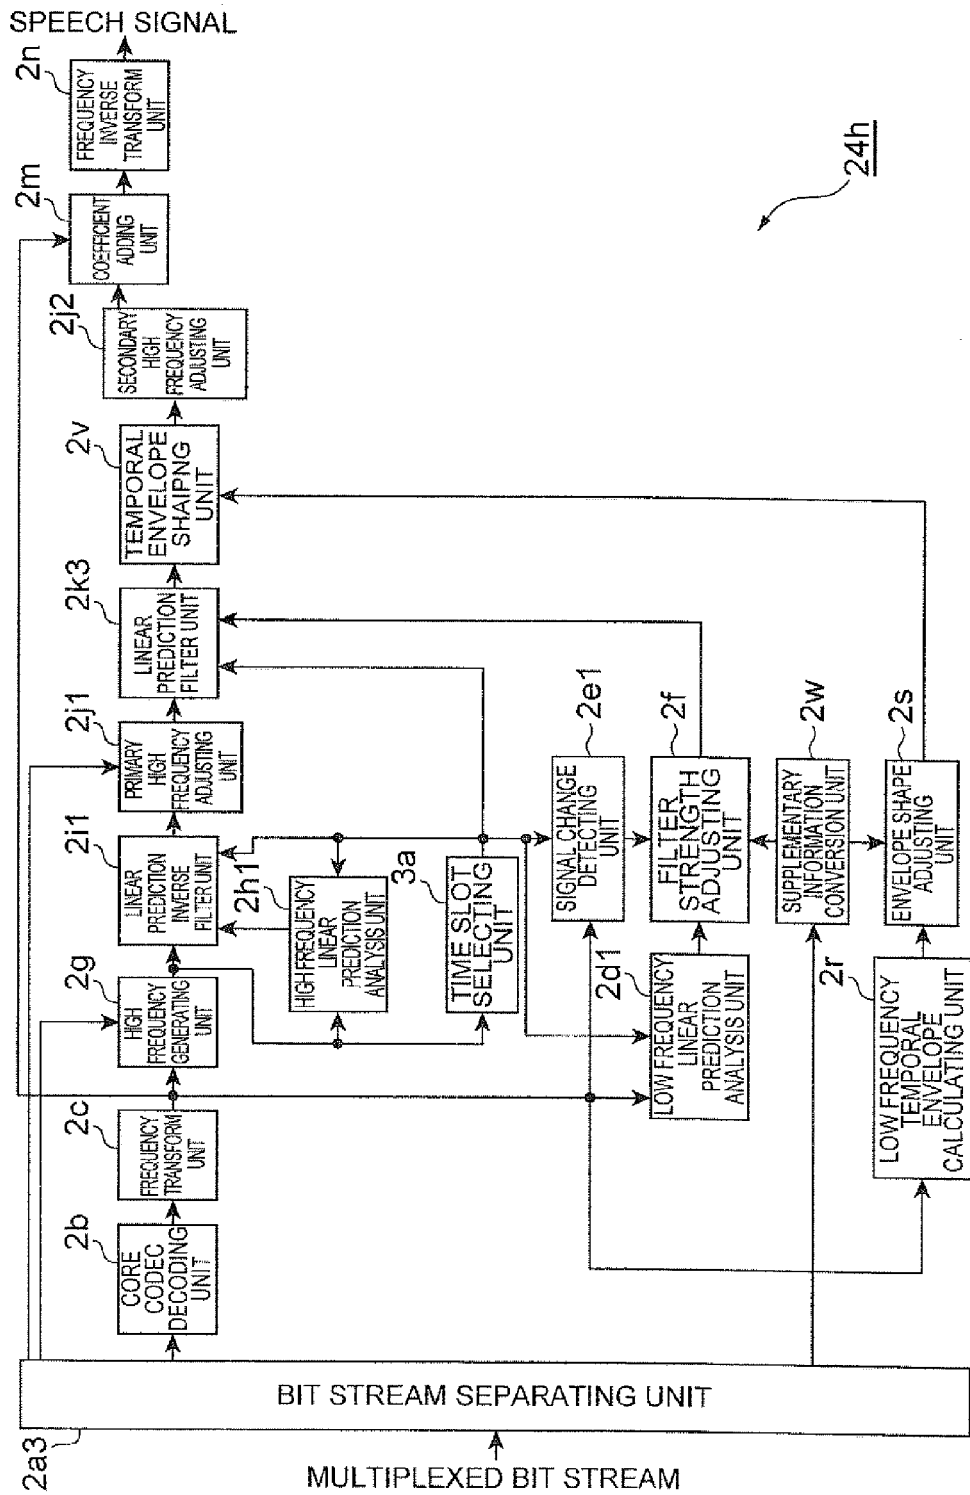 SPEECH SIGNAL
2n
FREQUENCY
INVERSE
TRANSFORM
UNIT
2m
COEFFICIENT
ADDING
UNIT
2j2
SECONDARY
HIGH
FREQUENCY
ADJUSTING
UNIT
2v
TEMPORAL
ENVELOPE
SHAIPNG
UNIT
2k3
LINEAR
PREDICTION
FILTER UNIT
2j1
PRIMARY
HIGH
FREQUENCY
ADJUSTING
UNIT
2i1
LINEAR
PREDICTION
INVERSE
FILTER UNIT
2h1
HIGH FREQUENCY
LINEAR
PREDICTION
ANALYSIS UNIT
2g
HIGH
FREQUENCY
GENERATING
UNIT
3a
TIME SLOT
SELECTING
UNIT
2c
FREQUENCY
TRANSFORM
UNIT
2b
CORE
CODEC
DECODING
UNIT
2e1
SIGNAL CHANGE
DETECTING
UNIT
2f
FILTER
STRENGTH
ADJUSTING
UNIT
2d1
LOW FREQUENCY
LINEAR
PREDICTION
ANALYSIS UNIT
2w
SUPPLEMENTARY
INFORMATION
CONVERSION UNIT
2s
ENVELOPE SHAPE
ADJUSTING
UNIT
2r
LOW FREQUENCY
TEMPORAL
ENVELOPE
CALCULATING UNIT
24h
BIT STREAM SEPARATING UNIT
2a3
MULTIPLEXED BIT STREAM